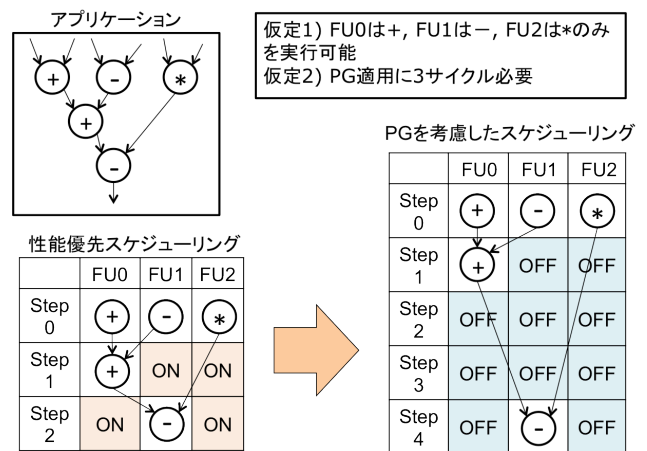 アプリケーション
+ - *
+
-
仮定1) FU0は+, FU1は－, FU2は*のみ
を実行可能
仮定2) PG適用に3サイクル必要
性能優先スケジューリング
FU0 FU1 FU2
Step 0 + - *
Step 1 + ON ON
Step 2 ON - ON
PGを考慮したスケジューリング
FU0 FU1 FU2
Step 0 + - *
Step 1 + OFF OFF
Step 2 OFF OFF OFF
Step 3 OFF OFF OFF
Step 4 OFF - OFF